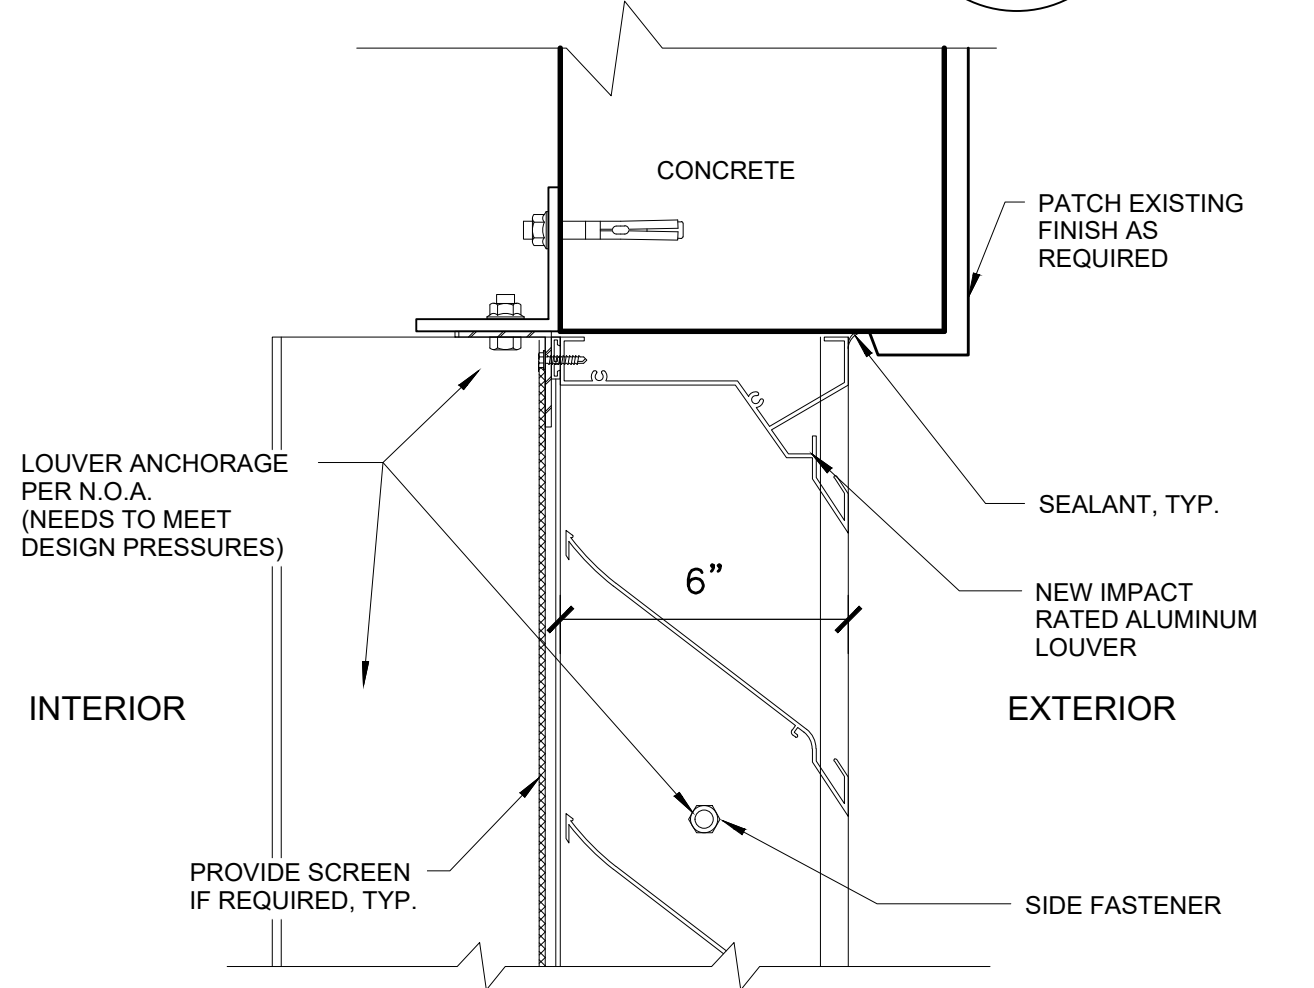 CONCRETE
PATCH EXISTING
FINISH AS
REQUIRED
LOUVER ANCHORAGE
PER N.O.A.
(NEEDS TO MEET
DESIGN PRESSURES)
SEALANT, TYP.
6”
NEW IMPACT
RATED ALUMINUM
LOUVER
INTERIOR
EXTERIOR
PROVIDE SCREEN
IF REQUIRED, TYP.
SIDE FASTENER